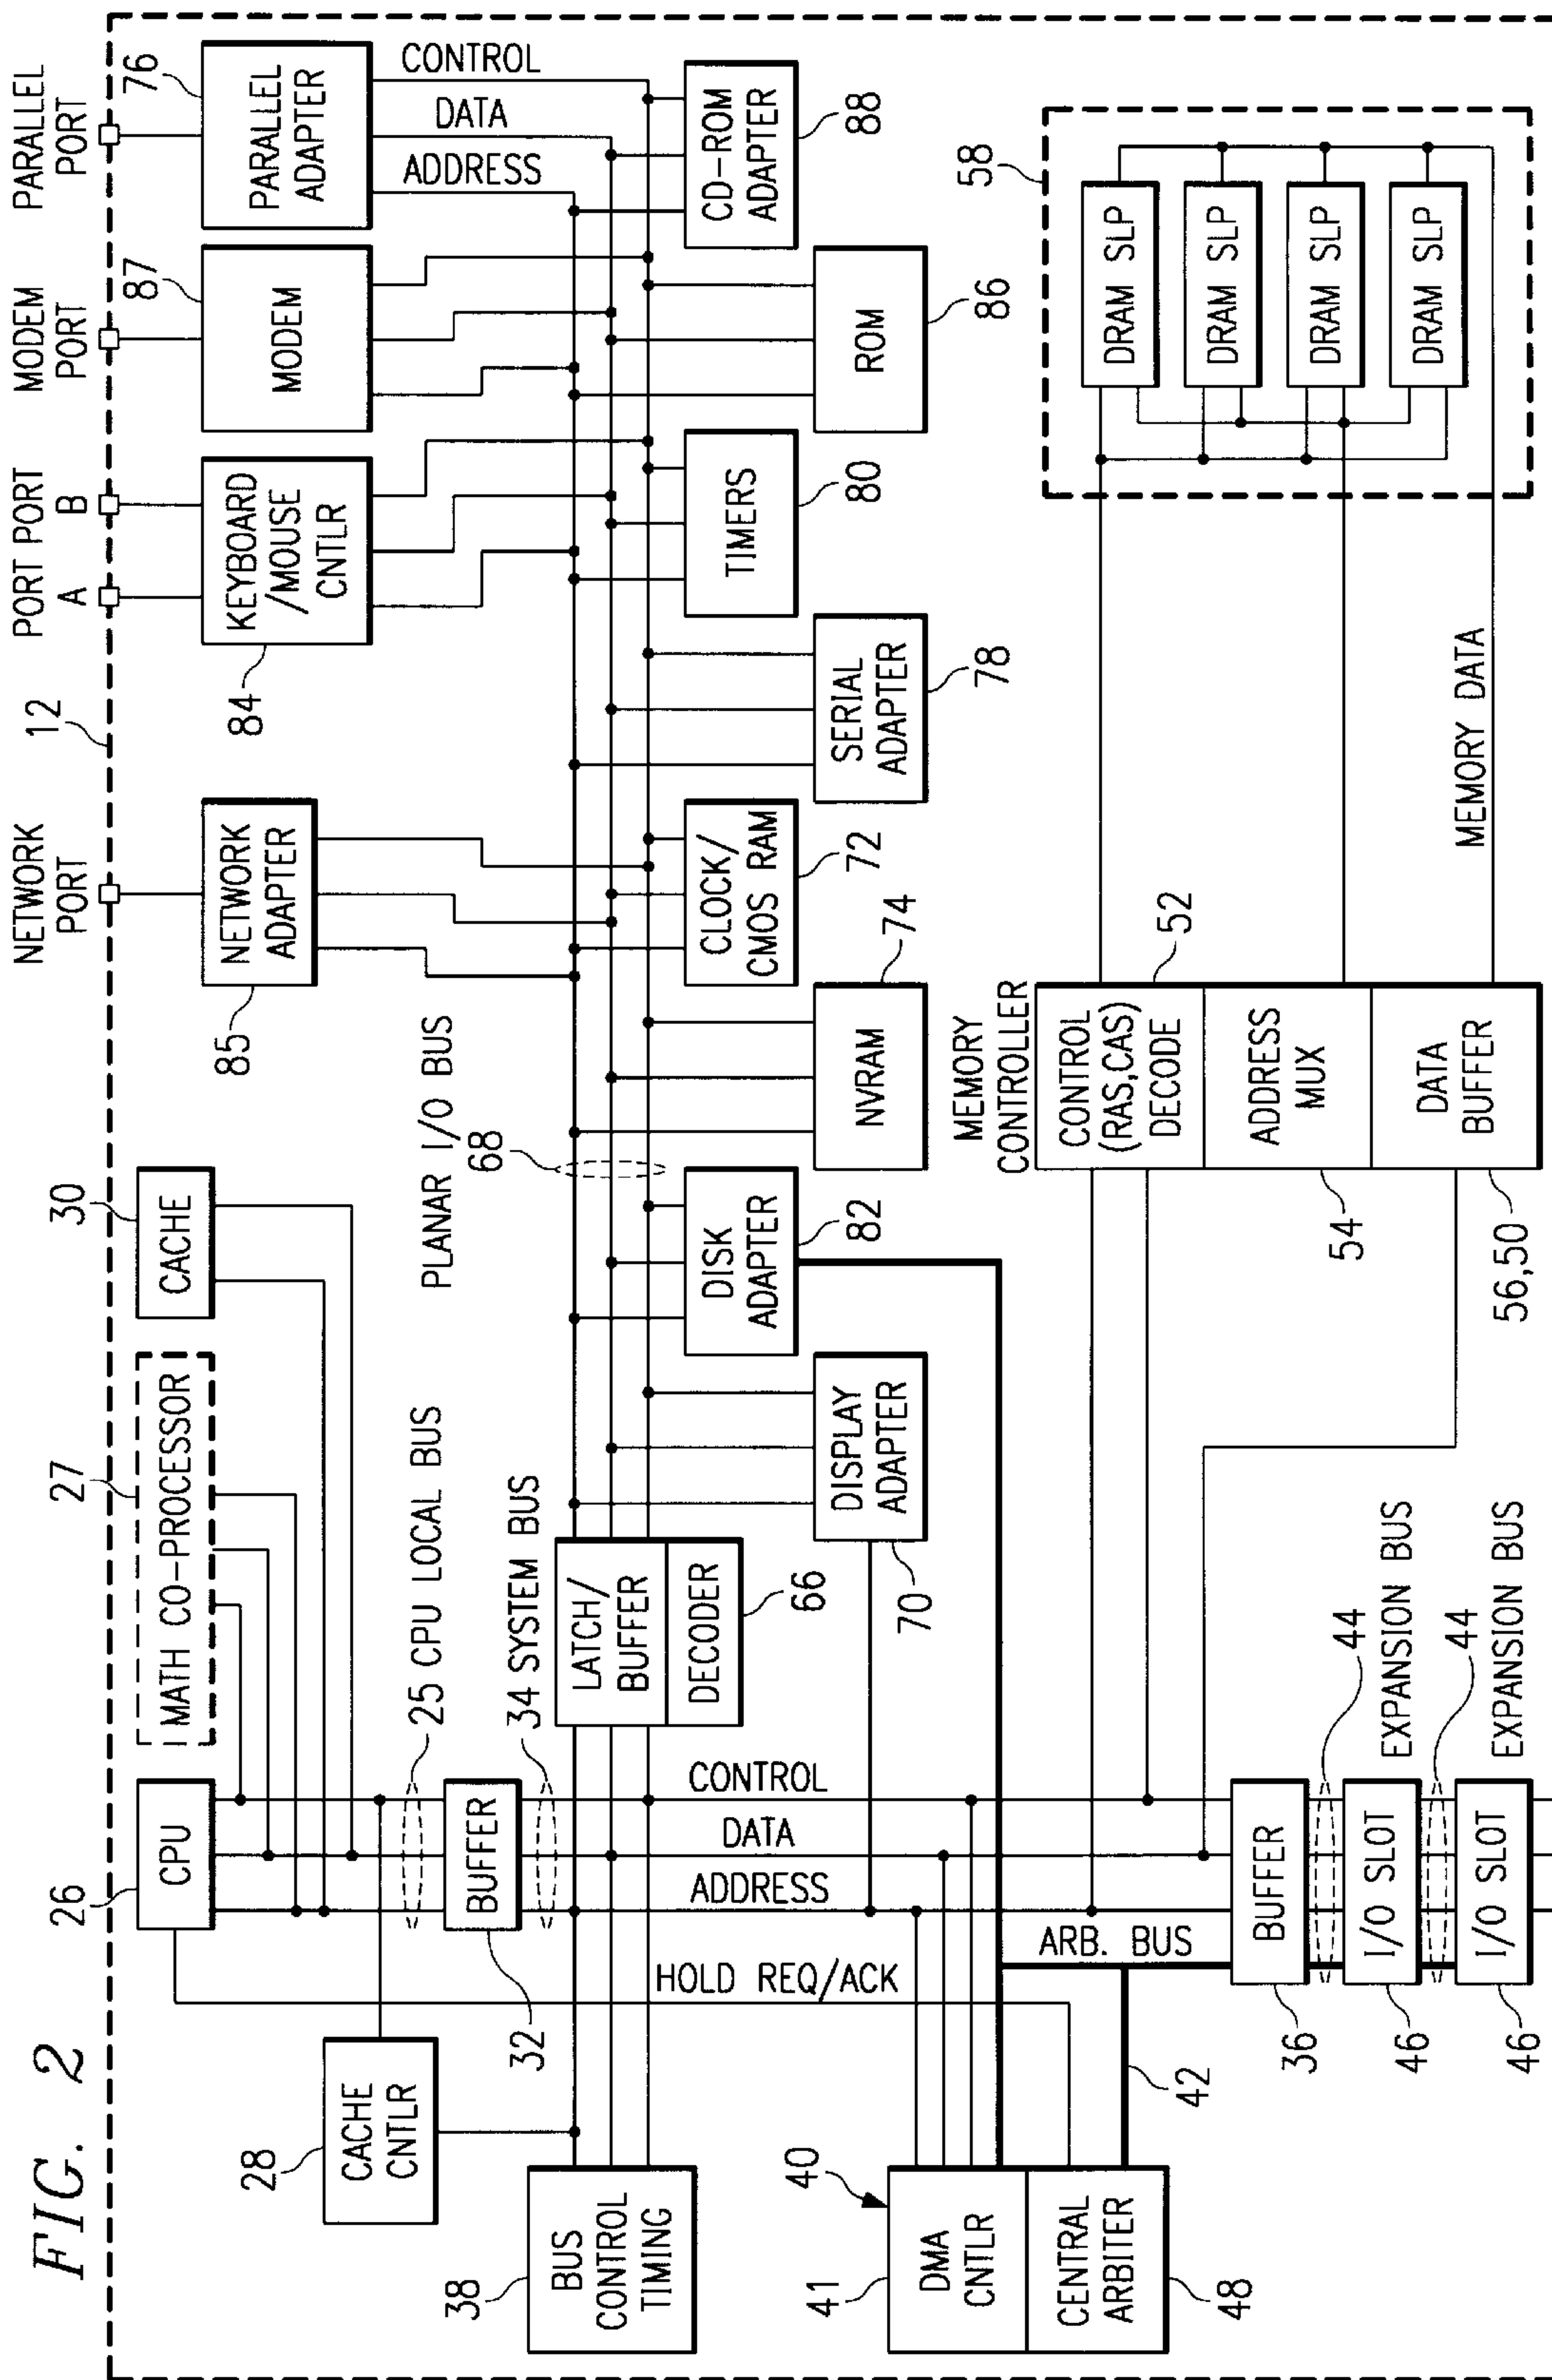 FIG. 2
NETWORK
PORT
12
PORT
A
PORT
B
MODEM
PORT
PARALLEL
PORT
26
CPU
27
MATH CO-PROCESSOR
30
CACHE
85
NETWORK
ADAPTER
84
KEYBOARD
/MOUSE
CNTLR
87
MODEM
76
PARALLEL
ADAPTER
CONTROL
DATA
ADDRESS
28
CACHE
CNTLR
25 CPU LOCAL BUS
BUFFER
32
34 SYSTEM BUS
PLANAR I/O BUS
68
38
BUS
CONTROL
TIMING
LATCH/
BUFFER
DECODER
66
DISK
ADAPTER
82
CLOCK/
CMOS RAM
72
TIMERS
80
CD-ROM
ADAPTER
88
DISPLAY
ADAPTER
70
NVRAM
74
SERIAL
ADAPTER
78
ROM
86
CONTROL
DATA
ADDRESS
HOLD REQ/ACK
40
41
DMA
CNTLR
CENTRAL
ARBITER
48
42
ARB. BUS
MEMORY
CONTROLLER
CONTROL
(RAS,CAS)
DECODE
52
ADDRESS
MUX
54
DATA
BUFFER
56,50
MEMORY DATA
58
DRAM SLP
DRAM SLP
DRAM SLP
DRAM SLP
BUFFER
36
44
EXPANSION BUS
I/O SLOT
46
44
EXPANSION BUS
I/O SLOT
46